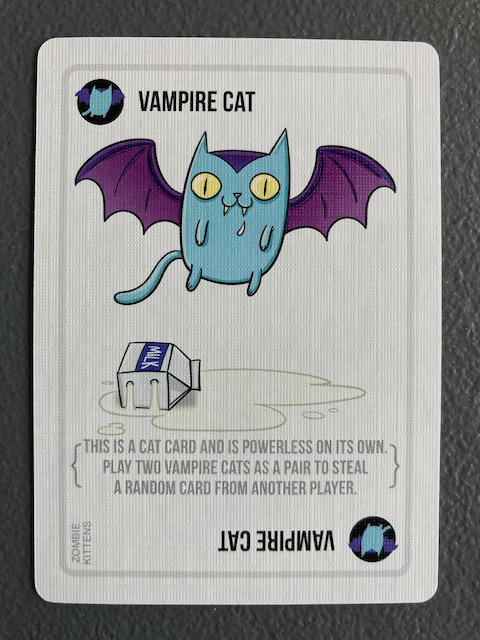 VAMPIRE CAT
MILK
THIS IS A CAT CARD AND IS POWERLESS ON ITS OWN.
PLAY TWO VAMPIRE CATS AS A PAIR TO STEAL
A RANDOM CARD FROM ANOTHER PLAYER.
ZOMBIE
KITTENS
VAMPIRE CAT